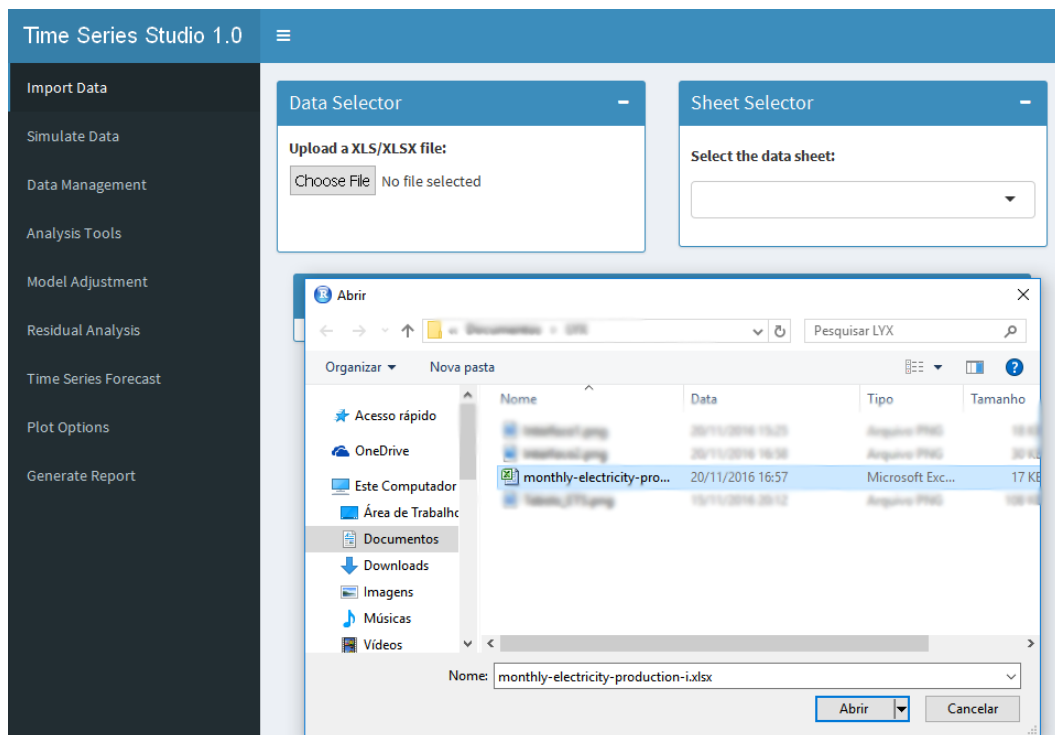 Time Series Studio 1.0
Import Data
Simulate Data
Data Management
Analysis Tools
Model Adjustment
Residual Analysis
Time Series Forecast
Plot Options
Generate Report
Data Selector
Upload a XLS/XLSX file:
Choose File No file selected
Sheet Selector
Select the data sheet:
Abrir
Pesquisar LYX
Organizar Nova pasta
Acesso rápido
OneDrive
Este Computador
Área de Trabalho
Documentos
Downloads
Imagens
Músicas
Vídeos
Nome Data Tipo Tamanho
monthly-electricity-pro... 20/11/2016 16:57 Microsoft Exc... 17 KB
Nome: monthly-electricity-production-i.xlsx
Abrir Cancelar